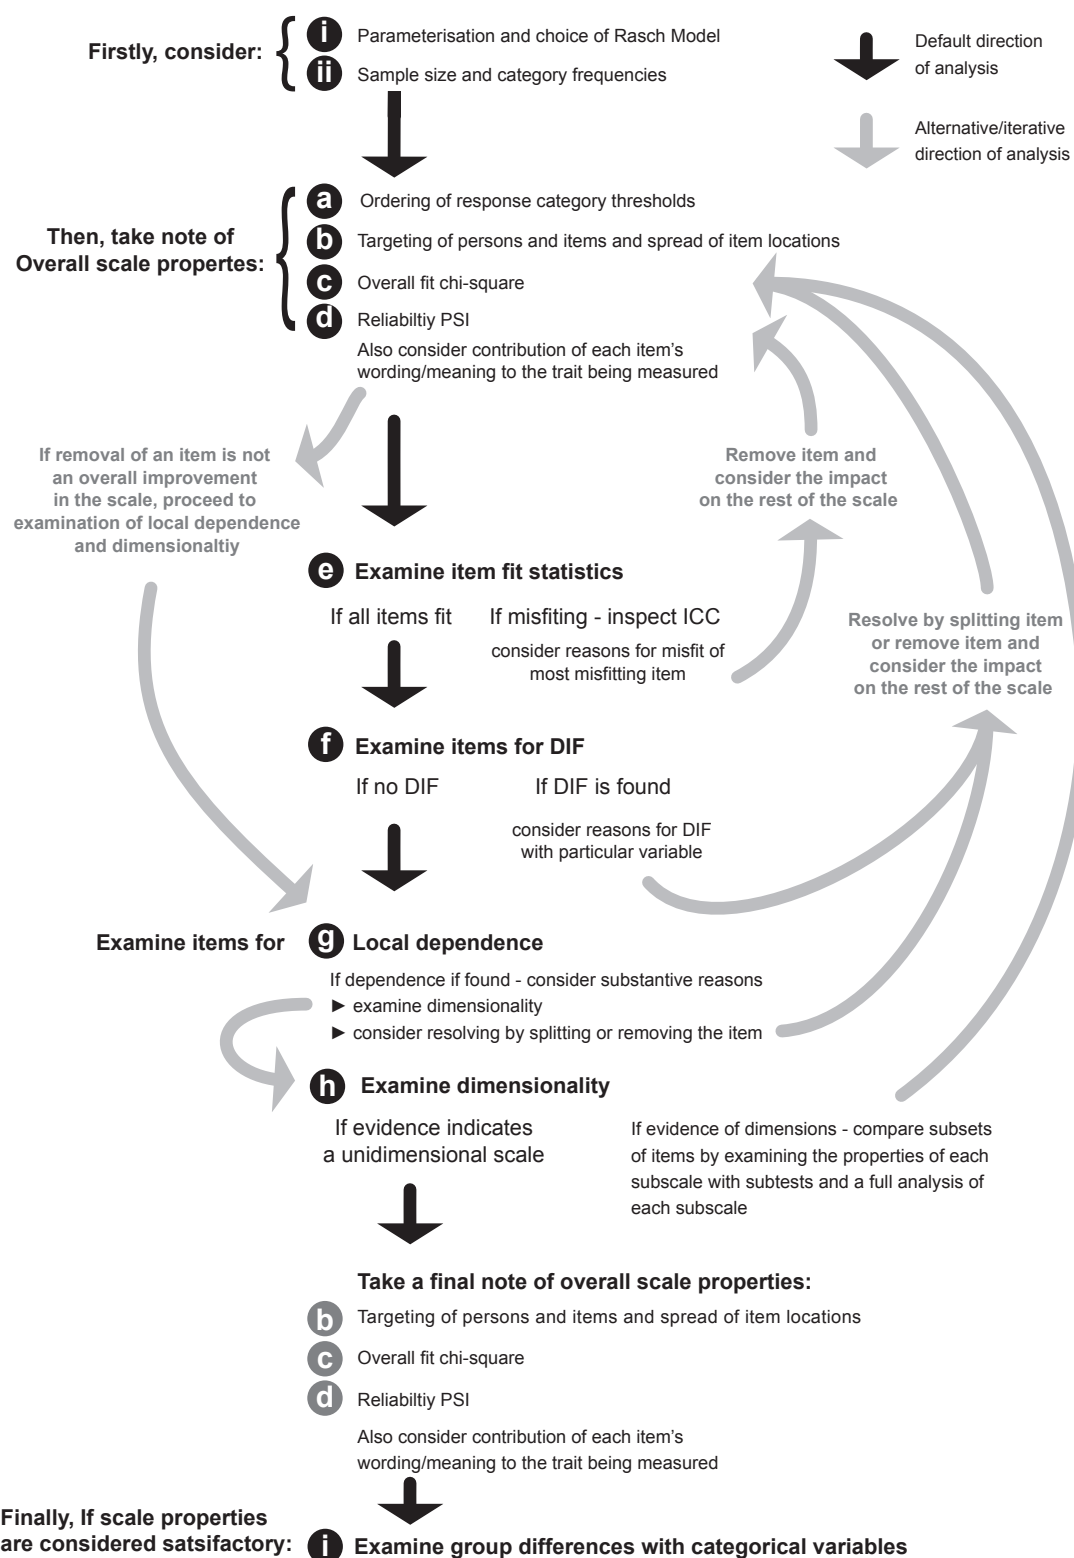 Firstly, consider:
i Parameterisation and choice of Rasch Model
ii Sample size and category frequencies
Default direction
of analysis
Alternative/iterative
direction of analysis
Then, take note of
Overall scale propertes:
a Ordering of response category thresholds
b Targeting of persons and items and spread of item locations
c Overall fit chi-square
d Reliabiltiy PSI
Also consider contribution of each item's
wording/meaning to the trait being measured
If removal of an item is not
an overall improvement
in the scale, proceed to
examination of local dependence
and dimensionaltiy
Remove item and
consider the impact
on the rest of the scale
e Examine item fit statistics
If all items fit
If misfiting - inspect ICC
consider reasons for misfit of
most misfitting item
Resolve by splitting item
or remove item and
consider the impact
on the rest of the scale
f Examine items for DIF
If no DIF
If DIF is found
consider reasons for DIF
with particular variable
Examine items for g Local dependence
If dependence if found - consider substantive reasons
► examine dimensionality
► consider resolving by splitting or removing the item
h Examine dimensionality
If evidence indicates
a unidimensional scale
If evidence of dimensions - compare subsets
of items by examining the properties of each
subscale with subtests and a full analysis of
each subscale
Take a final note of overall scale properties:
b Targeting of persons and items and spread of item locations
c Overall fit chi-square
d Reliabiltiy PSI
Also consider contribution of each item's
wording/meaning to the trait being measured
Finally, If scale properties
are considered satsifactory: i Examine group differences with categorical variables